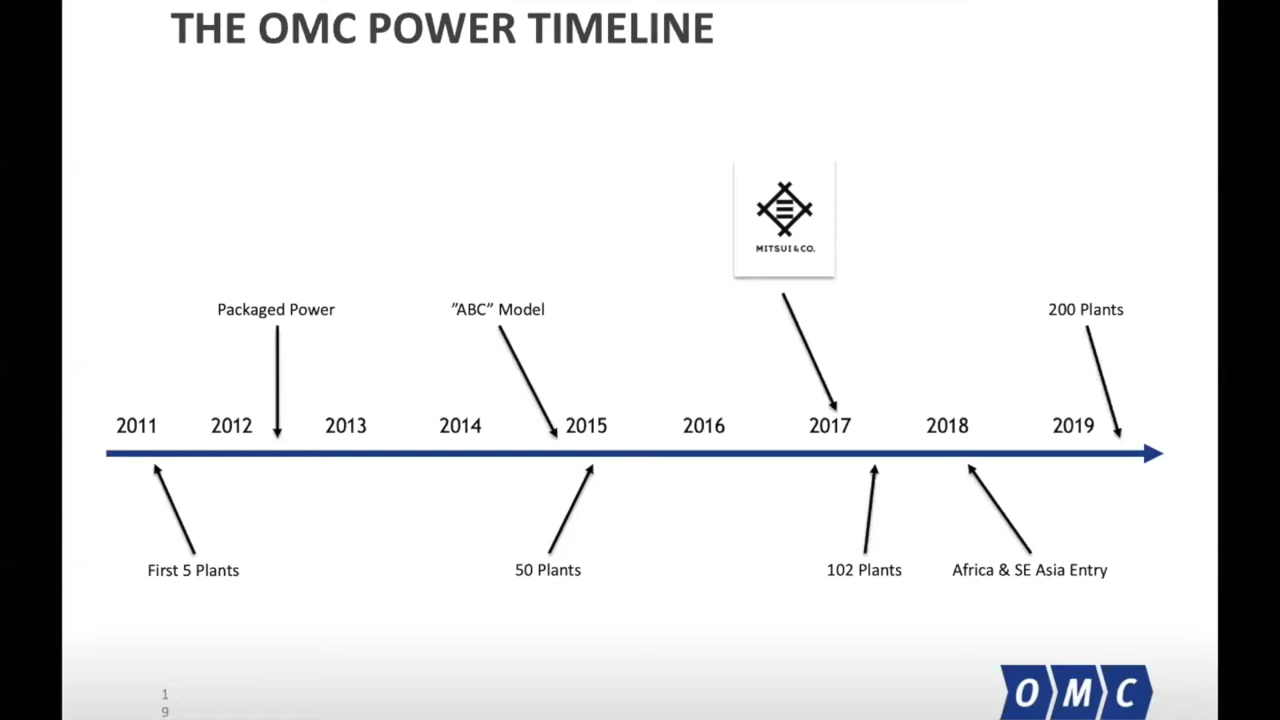 THE OMC POWER TIMELINE
MITSUI & CO.
Packaged Power
”ABC” Model
200 Plants
2011 2012 2013 2014 2015 2016 2017 2018 2019
First 5 Plants
50 Plants
102 Plants
Africa & SE Asia Entry
1
9
OMC